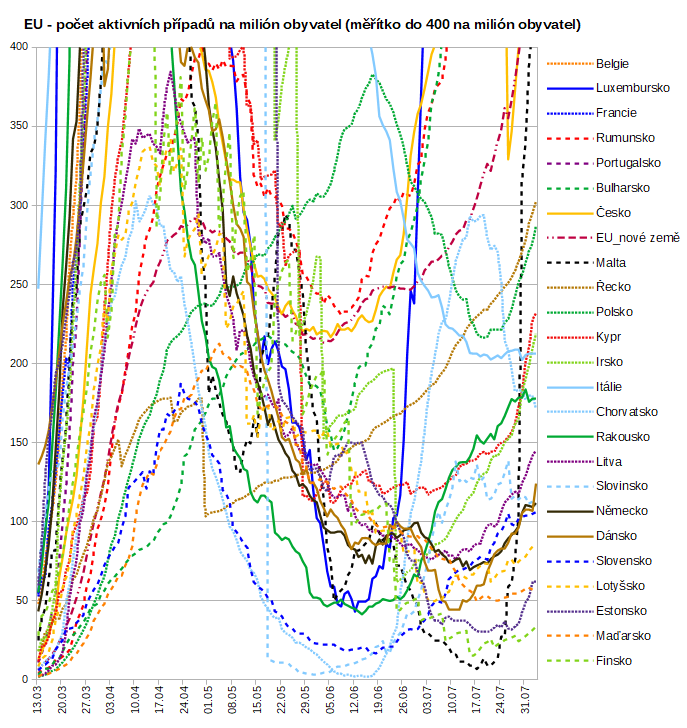 EU - počet aktivních případů na milión obyvatel (měřítko do 400 na milión obyvatel)
400
350
300
250
200
150
100
50
0
13.03
20.03
27.03
03.04
10.04
17.04
24.04
01.05
08.05
15.05
22.05
29.05
05.06
12.06
19.06
26.06
03.07
10.07
17.07
24.07
31.07
Belgie
Luxembursko
Francie
Rumunsko
Portugalsko
Bulharsko
Česko
EU_nové země
Malta
Řecko
Polsko
Kypr
Irsko
Itálie
Chorvatsko
Rakousko
Litva
Slovinsko
Německo
Dánsko
Slovensko
Lotyšsko
Estonsko
Maďarsko
Finsko